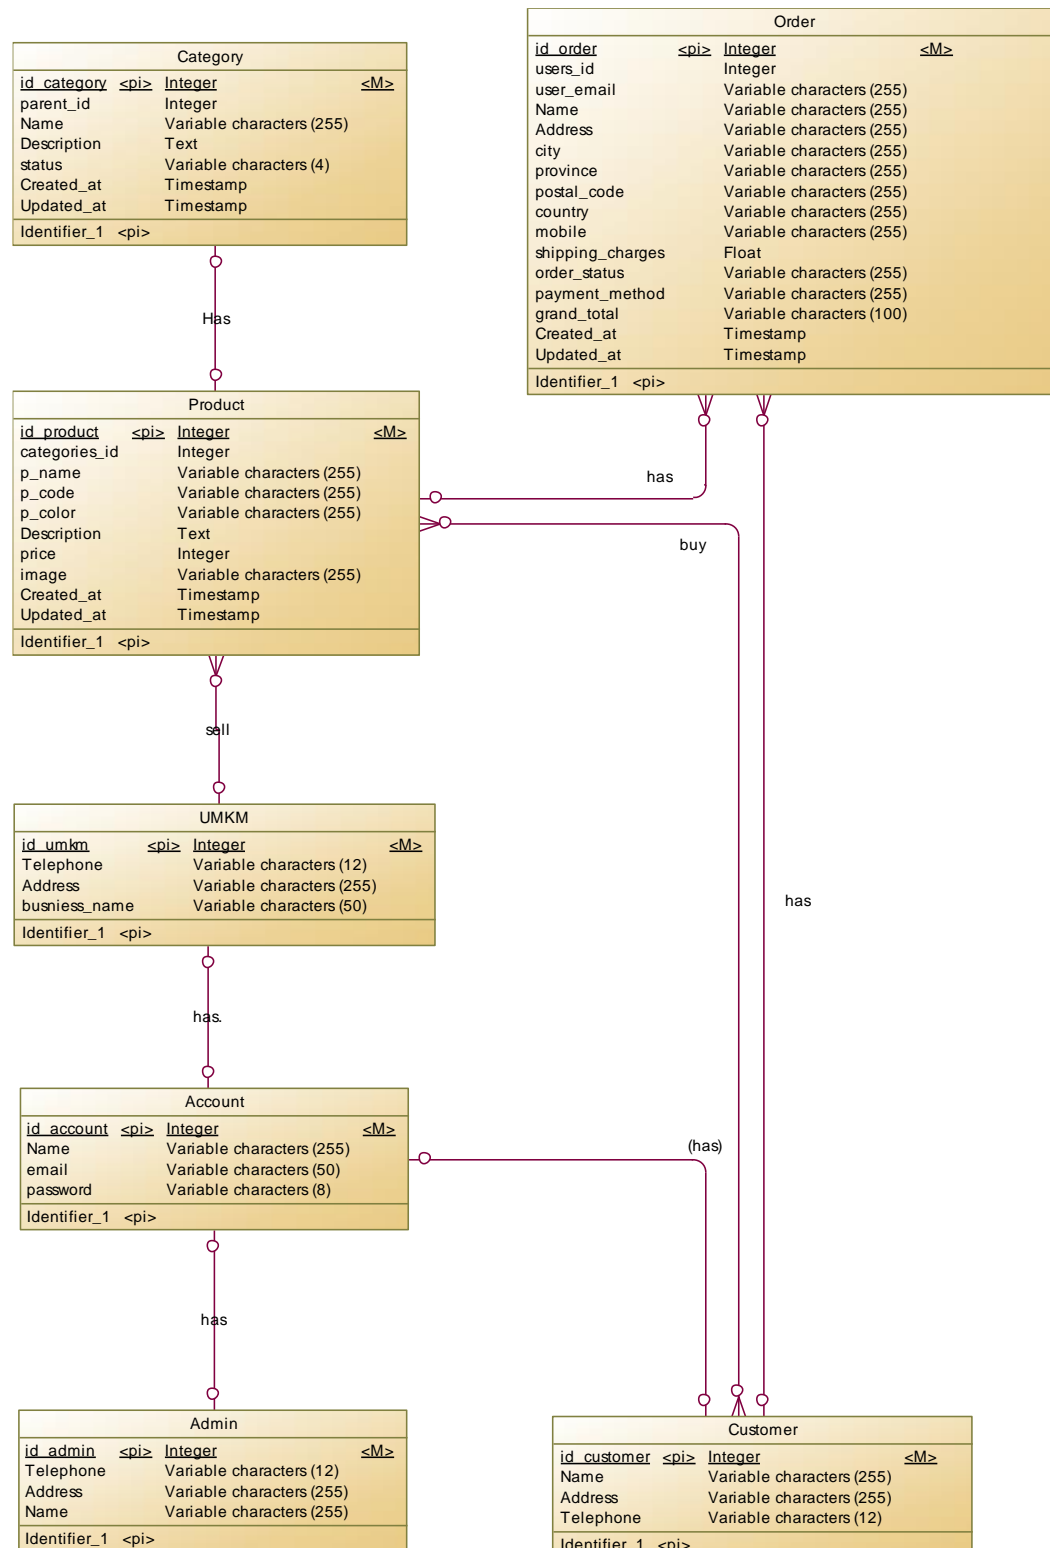 Category
id_category <pi> Integer <M>
parent_id Integer
Name Variable characters (255)
Description Text
status Variable characters (4)
Created_at Timestamp
Updated_at Timestamp
Identifier_1 <pi>
Order
id_order <pi> Integer <M>
users_id Integer
user_email Variable characters (255)
Name Variable characters (255)
Address Variable characters (255)
city Variable characters (255)
province Variable characters (255)
postal_code Variable characters (255)
country Variable characters (255)
mobile Variable characters (255)
shipping_charges Float
order_status Variable characters (255)
payment_method Variable characters (255)
grand_total Variable characters (100)
Created_at Timestamp
Updated_at Timestamp
Identifier_1 <pi>
Has
Product
id_product <pi> Integer <M>
categories_id Integer
p_name Variable characters (255)
p_code Variable characters (255)
p_color Variable characters (255)
Description Text
price Integer
image Variable characters (255)
Created_at Timestamp
Updated_at Timestamp
Identifier_1 <pi>
has
buy
sell
UMKM
id_umkm <pi> Integer <M>
Telephone Variable characters (12)
Address Variable characters (255)
busniess_name Variable characters (50)
Identifier_1 <pi>
has
has.
Account
id_account <pi> Integer <M>
Name Variable characters (255)
email Variable characters (50)
password Variable characters (8)
Identifier_1 <pi>
(has)
has
Admin
id_admin <pi> Integer <M>
Telephone Variable characters (12)
Address Variable characters (255)
Name Variable characters (255)
Identifier_1 <pi>
Customer
id_customer <pi> Integer <M>
Name Variable characters (255)
Address Variable characters (255)
Telephone Variable characters (12)
Identifier_1 <pi>